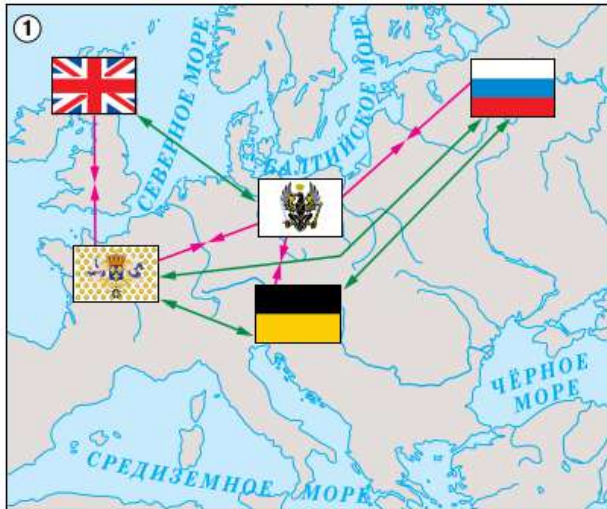 1
СЕВЕРНОЕ МОРЕ
БАЛТИЙСКОЕ МОРЕ
ЧЁРНОЕ
МОРЕ
СРЕДИЗЕМНОЕ МОРЕ